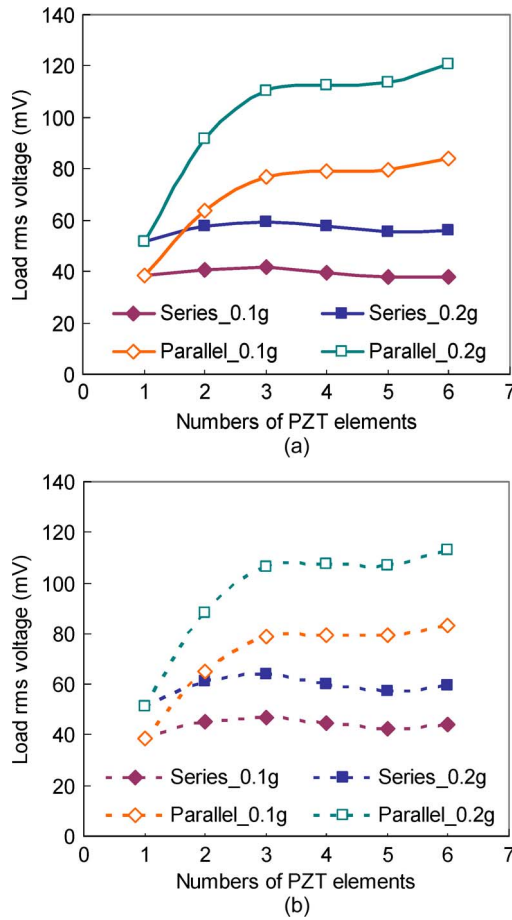 140
120
100
80
60
40
20
0
Load rms voltage (mV)
Series_0.1g
Series_0.2g
Parallel_0.1g
Parallel_0.2g
0 1 2 3 4 5 6 7
Numbers of PZT elements
(a)
140
120
100
80
60
40
20
0
Load rms voltage (mV)
Series_0.1g
Series_0.2g
Parallel_0.1g
Parallel_0.2g
0 1 2 3 4 5 6 7
Numbers of PZT elements
(b)